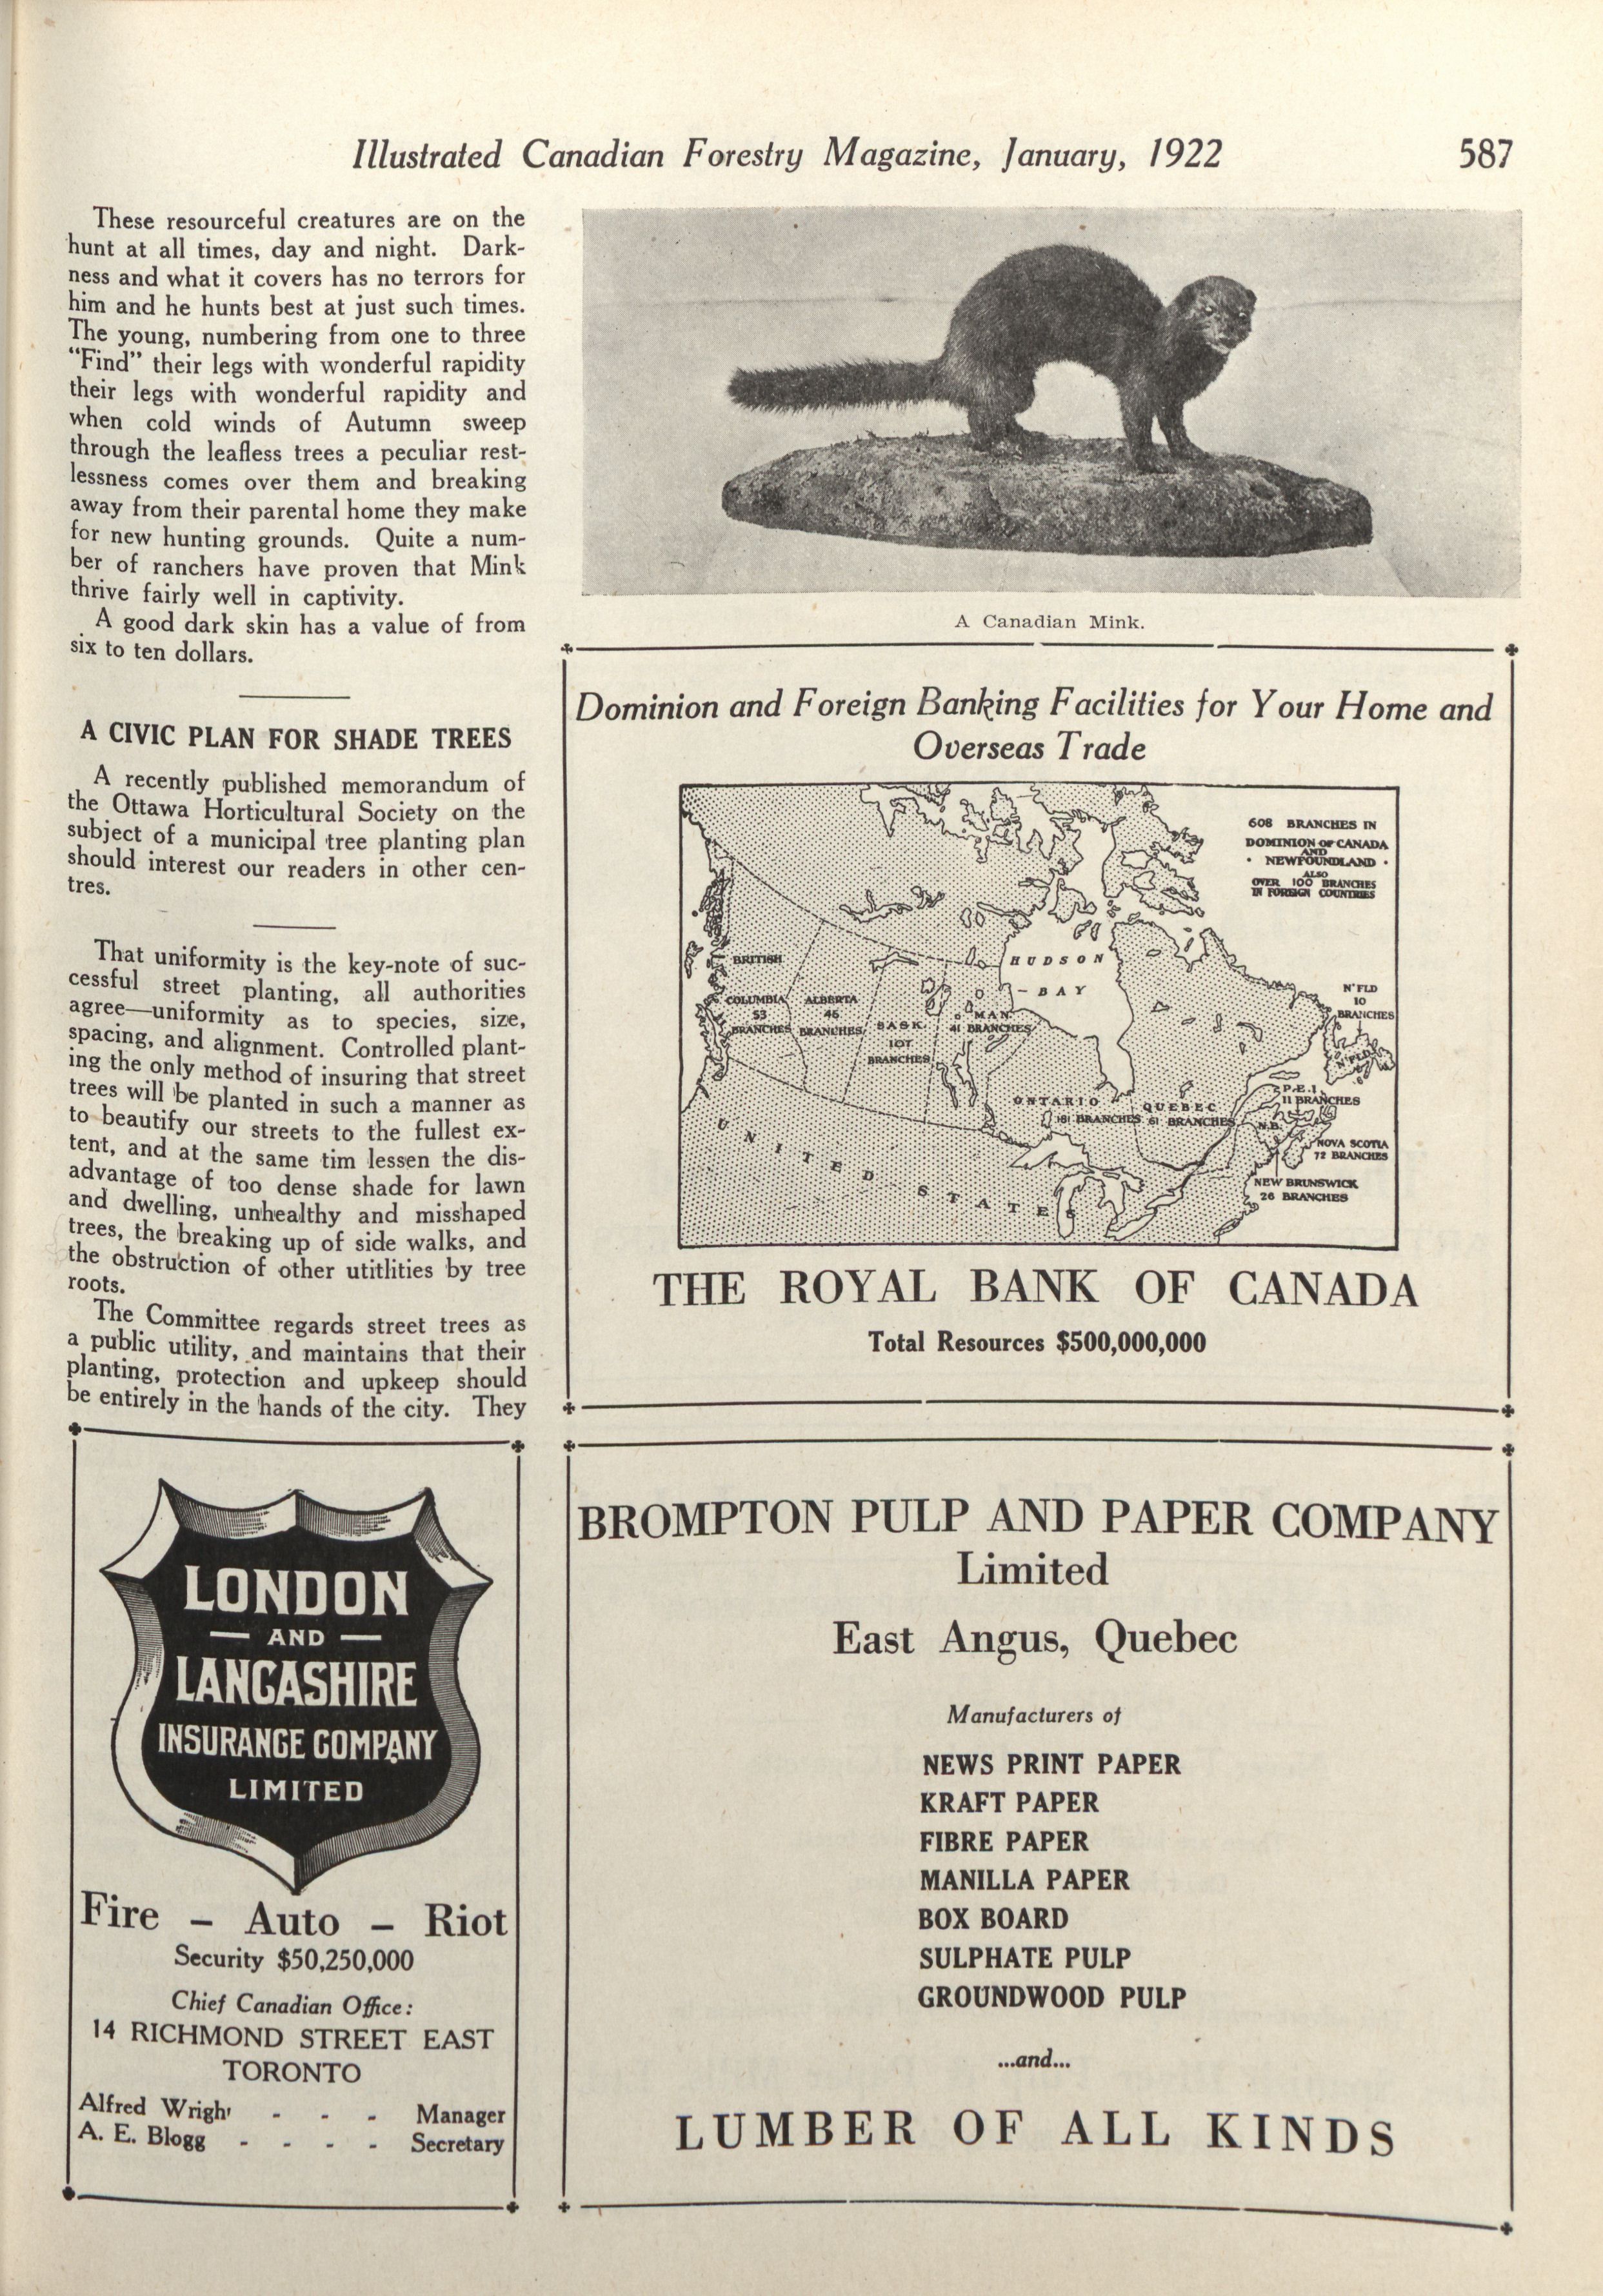 Illustrated Canadian Forestry Magazine, January, 1922 587
These resourceful creatures are on the
hunt at all times, day and night. Dark-
ness and what it covers has no terrors for
him and he hunts best at just such times.
The young, numbering from one to three
"Find" their legs with wonderful rapidity
their legs with wonderful rapidity and
when cold winds of Autumn sweep
through the leafless trees a peculiar rest-
lessness comes over them and breaking
away from their parental home they make
for new hunting grounds. Quite a num-
ber of ranchers have proven that Mink
thrive fairly well in captivity.
A good dark skin has a value of from
six to ten dollars.
A CIVIC PLAN FOR SHADE TREES
A recently published memorandum of
the Ottawa Horticultural Society on the
subject of a municipal tree planting plan
should interest our readers in other cen-
tres.
That uniformity is the key-note of suc-
cessful street planting, all authorities
agree—uniformity as to species, size,
spacing, and alignment. Controlled plant-
ing the only method of insuring that street
trees will be planted in such a manner as
to beautify our streets to the fullest ex-
tent, and at the same tim lessen the dis-
advantage of too dense shade for lawn
and dwelling, unhealthy and misshaped
trees, the breaking up of side walks, and
the obstruction of other utitlities by tree
roots.
The Committee regards street trees as
a public utility, and maintains that their
planting, protection and upkeep should
be entirely in the hands of the city. They
LONDON
— AND —
LANCASHIRE
INSURANCE COMPANY
LIMITED
Fire – Auto – Riot
Security $50,250,000
Chief Canadian Office:
14 RICHMOND STREET EAST
TORONTO
Alfred Wright - - - Manager
A. E. Blogg - - - - Secretary
A Canadian Mink.
Dominion and Foreign Banking Facilities for Your Home and
Overseas Trade
608 BRANCHES IN
DOMINION OF CANADA
AND
• NEWFOUNDLAND •
ALSO
OVER 100 BRANCHES
IN FOREIGN COUNTRIES
HUDSON
- BAY
BRITISH
COLUMBIA
53
BRANCHES
ALBERTA
46
BRANCHES
SASK.
107
BRANCHES
MAN.
41 BRANCHES
ONTARIO
181 BRANCHES
QUEBEC
61 BRANCHES
N'FLD
10
BRANCHES
N'FLD
P.E.I.
11 BRANCHES
N.B.
NOVA SCOTIA
72 BRANCHES
NEW BRUNSWICK
26 BRANCHES
UNITED STATES
THE ROYAL BANK OF CANADA
Total Resources $500,000,000
BROMPTON PULP AND PAPER COMPANY
Limited
East Angus, Quebec
Manufacturers of
NEWS PRINT PAPER
KRAFT PAPER
FIBRE PAPER
MANILLA PAPER
BOX BOARD
SULPHATE PULP
GROUNDWOOD PULP
...and...
LUMBER OF ALL KINDS